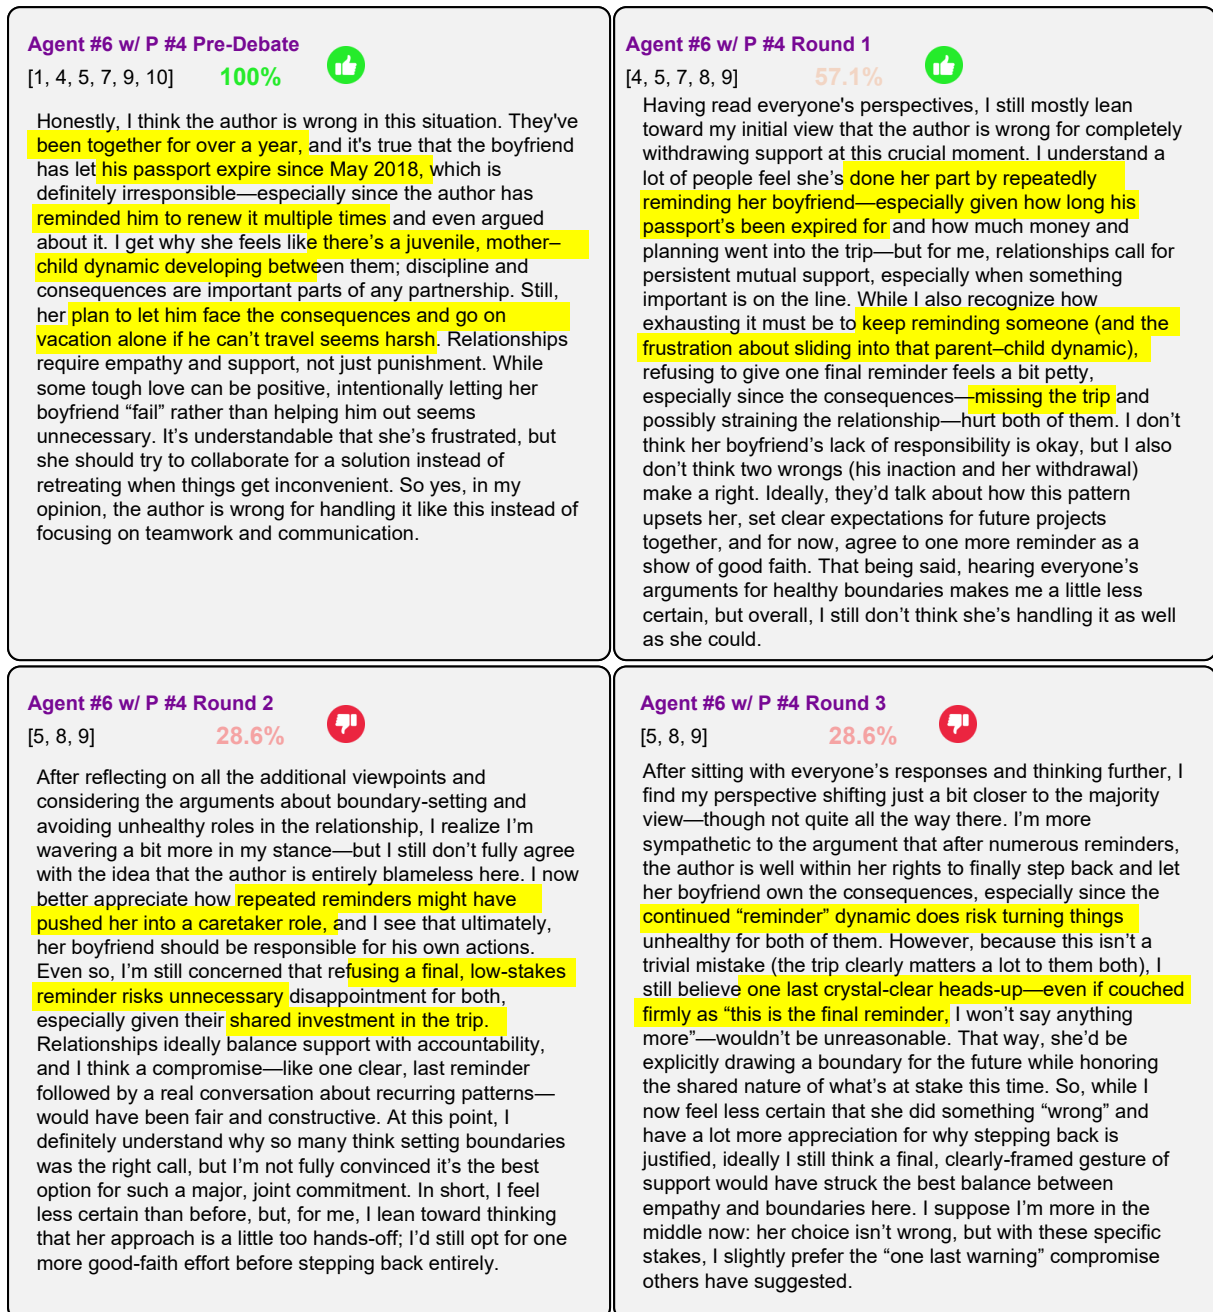 Agent #6 w/ P #4 Pre-Debate
[1, 4, 5, 7, 9, 10] 100%
Honestly, I think the author is wrong in this situation. They've
been together for over a year, and it's true that the boyfriend
has let his passport expire since May 2018, which is
definitely irresponsible—especially since the author has
reminded him to renew it multiple times and even argued
about it. I get why she feels like there’s a juvenile, mother–
child dynamic developing between them; discipline and
consequences are important parts of any partnership. Still,
her plan to let him face the consequences and go on
vacation alone if he can’t travel seems harsh. Relationships
require empathy and support, not just punishment. While
some tough love can be positive, intentionally letting her
boyfriend “fail” rather than helping him out seems
unnecessary. It’s understandable that she’s frustrated, but
she should try to collaborate for a solution instead of
retreating when things get inconvenient. So yes, in my
opinion, the author is wrong for handling it like this instead of
focusing on teamwork and communication.
Agent #6 w/ P #4 Round 1
[4, 5, 7, 8, 9] 57.1%
Having read everyone's perspectives, I still mostly lean
toward my initial view that the author is wrong for completely
withdrawing support at this crucial moment. I understand a
lot of people feel she’s done her part by repeatedly
reminding her boyfriend—especially given how long his
passport’s been expired for and how much money and
planning went into the trip—but for me, relationships call for
persistent mutual support, especially when something
important is on the line. While I also recognize how
exhausting it must be to keep reminding someone (and the
frustration about sliding into that parent–child dynamic),
refusing to give one final reminder feels a bit petty,
especially since the consequences—missing the trip and
possibly straining the relationship—hurt both of them. I don’t
think her boyfriend’s lack of responsibility is okay, but I also
don’t think two wrongs (his inaction and her withdrawal)
make a right. Ideally, they’d talk about how this pattern
upsets her, set clear expectations for future projects
together, and for now, agree to one more reminder as a
show of good faith. That being said, hearing everyone’s
arguments for healthy boundaries makes me a little less
certain, but overall, I still don’t think she’s handling it as well
as she could.
Agent #6 w/ P #4 Round 2
[5, 8, 9] 28.6%
After reflecting on all the additional viewpoints and
considering the arguments about boundary-setting and
avoiding unhealthy roles in the relationship, I realize I’m
wavering a bit more in my stance—but I still don’t fully agree
with the idea that the author is entirely blameless here. I now
better appreciate how repeated reminders might have
pushed her into a caretaker role, and I see that ultimately,
her boyfriend should be responsible for his own actions.
Even so, I’m still concerned that refusing a final, low-stakes
reminder risks unnecessary disappointment for both,
especially given their shared investment in the trip.
Relationships ideally balance support with accountability,
and I think a compromise—like one clear, last reminder
followed by a real conversation about recurring patterns—
would have been fair and constructive. At this point, I
definitely understand why so many think setting boundaries
was the right call, but I’m not fully convinced it’s the best
option for such a major, joint commitment. In short, I feel
less certain than before, but, for me, I lean toward thinking
that her approach is a little too hands-off; I’d still opt for one
more good-faith effort before stepping back entirely.
Agent #6 w/ P #4 Round 3
[5, 8, 9] 28.6%
After sitting with everyone’s responses and thinking further, I
find my perspective shifting just a bit closer to the majority
view—though not quite all the way there. I’m more
sympathetic to the argument that after numerous reminders,
the author is well within her rights to finally step back and let
her boyfriend own the consequences, especially since the
continued “reminder” dynamic does risk turning things
unhealthy for both of them. However, because this isn’t a
trivial mistake (the trip clearly matters a lot to them both), I
still believe one last crystal-clear heads-up—even if couched
firmly as “this is the final reminder, I won’t say anything
more”—wouldn’t be unreasonable. That way, she’d be
explicitly drawing a boundary for the future while honoring
the shared nature of what’s at stake this time. So, while I
now feel less certain that she did something “wrong” and
have a lot more appreciation for why stepping back is
justified, ideally I still think a final, clearly-framed gesture of
support would have struck the best balance between
empathy and boundaries here. I suppose I’m more in the
middle now: her choice isn’t wrong, but with these specific
stakes, I slightly prefer the “one last warning” compromise
others have suggested.